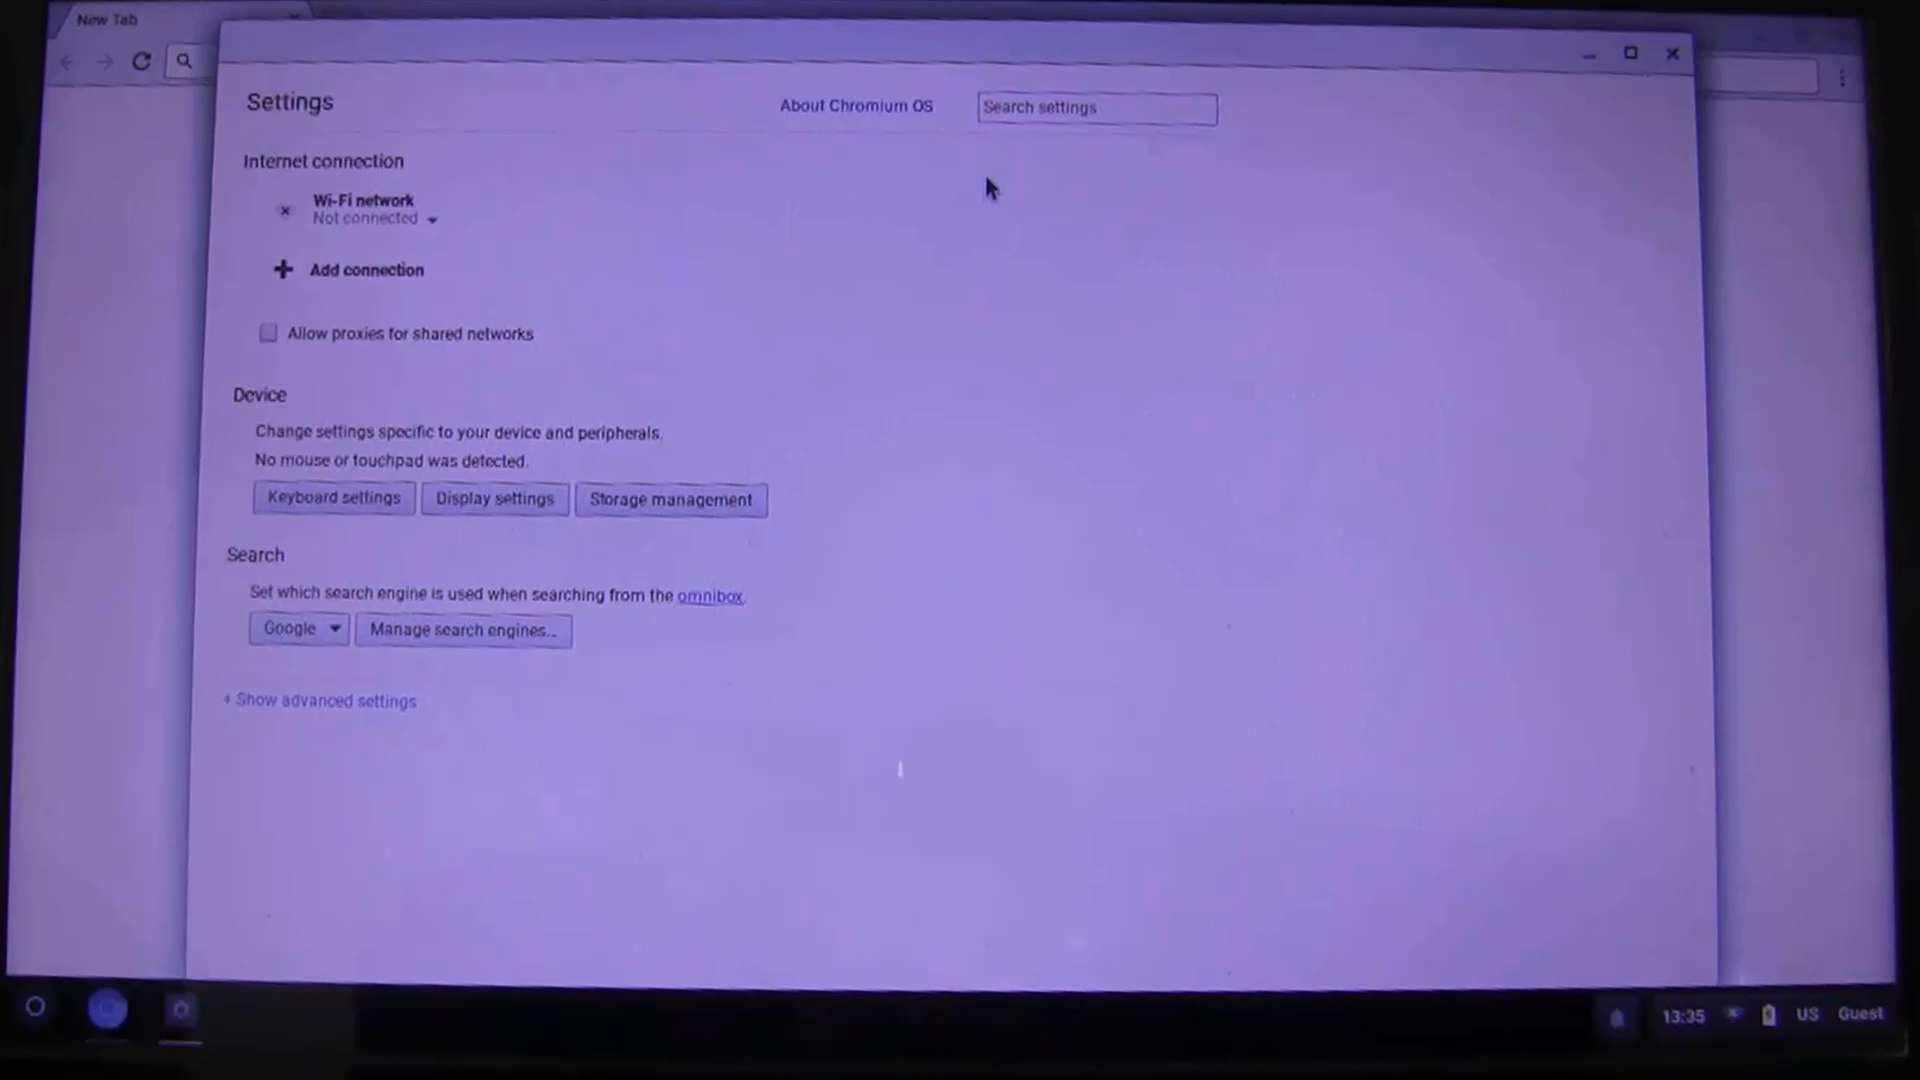 New Tab
Settings
About Chromium OS
Search settings
Internet connection
Wi-Fi network
Not connected
Add connection
Allow proxies for shared networks
Device
Change settings specific to your device and peripherals.
No mouse or touchpad was detected.
Keyboard settings
Display settings
Storage management
Search
Set which search engine is used when searching from the omnibox.
Google
Manage search engines...
+ Show advanced settings
13:35
US
Guest